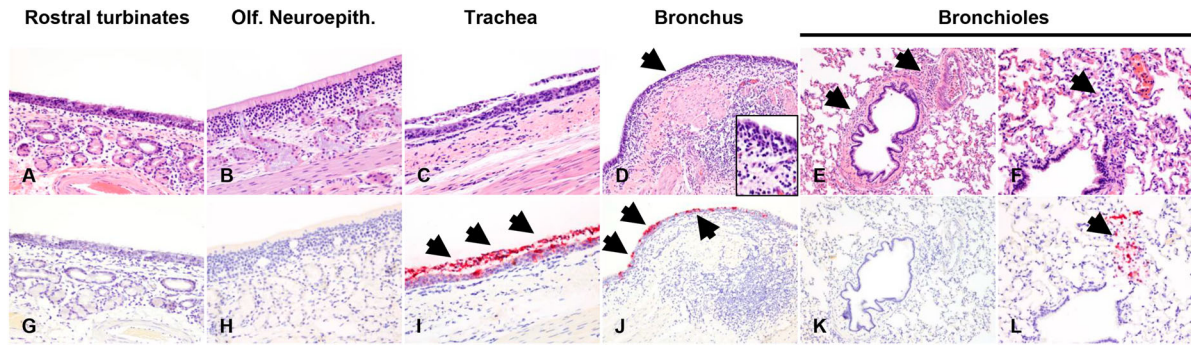 Rostral turbinates Olf. Neuroepith. Trachea Bronchus Bronchioles
A B C D E F
G H I J K L